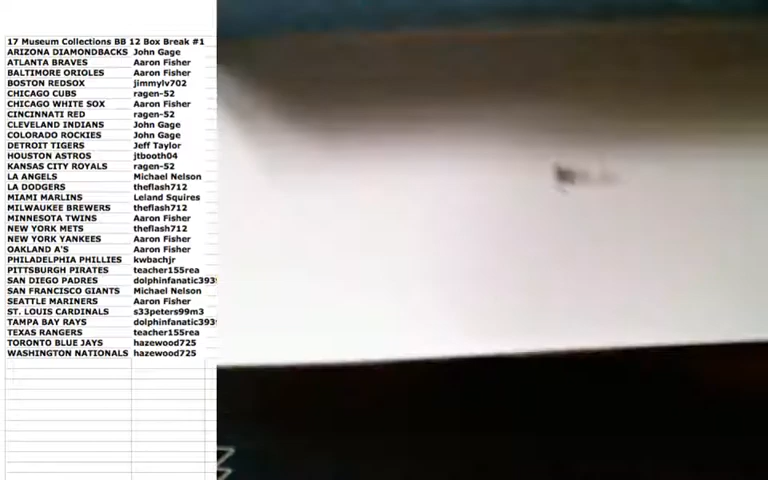 17 Museum Collections BB 12 Box Break #1
ARIZONA DIAMONDBACKS John Gage
ATLANTA BRAVES Aaron Fisher
BALTIMORE ORIOLES Aaron Fisher
BOSTON REDSOX jimmylv702
CHICAGO CUBS ragen-52
CHICAGO WHITE SOX Aaron Fisher
CINCINNATI RED ragen-52
CLEVELAND INDIANS John Gage
COLORADO ROCKIES John Gage
DETROIT TIGERS Jeff Taylor
HOUSTON ASTROS jtbooth04
KANSAS CITY ROYALS ragen-52
LA ANGELS Michael Nelson
LA DODGERS theflash712
MIAMI MARLINS Leland Squires
MILWAUKEE BREWERS theflash712
MINNESOTA TWINS Aaron Fisher
NEW YORK METS theflash712
NEW YORK YANKEES Aaron Fisher
OAKLAND A'S Aaron Fisher
PHILADELPHIA PHILLIES kwbachjr
PITTSBURGH PIRATES teacher155rea
SAN DIEGO PADRES dolphinfanatic393
SAN FRANCISCO GIANTS Michael Nelson
SEATTLE MARINERS Aaron Fisher
ST. LOUIS CARDINALS s33peters99m3
TAMPA BAY RAYS dolphinfanatic393
TEXAS RANGERS teacher155rea
TORONTO BLUE JAYS hazewood725
WASHINGTON NATIONALS hazewood725